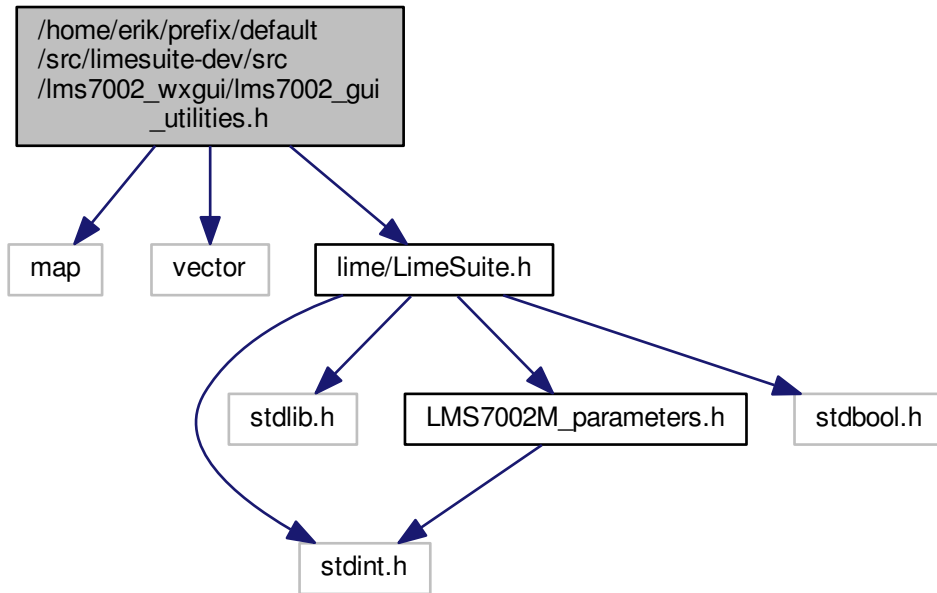 /home/erik/prefix/default
/src/limesuite-dev/src
/lms7002_wxgui/lms7002_gui
_utilities.h
map
vector
lime/LimeSuite.h
stdlib.h
LMS7002M_parameters.h
stdbool.h
stdint.h